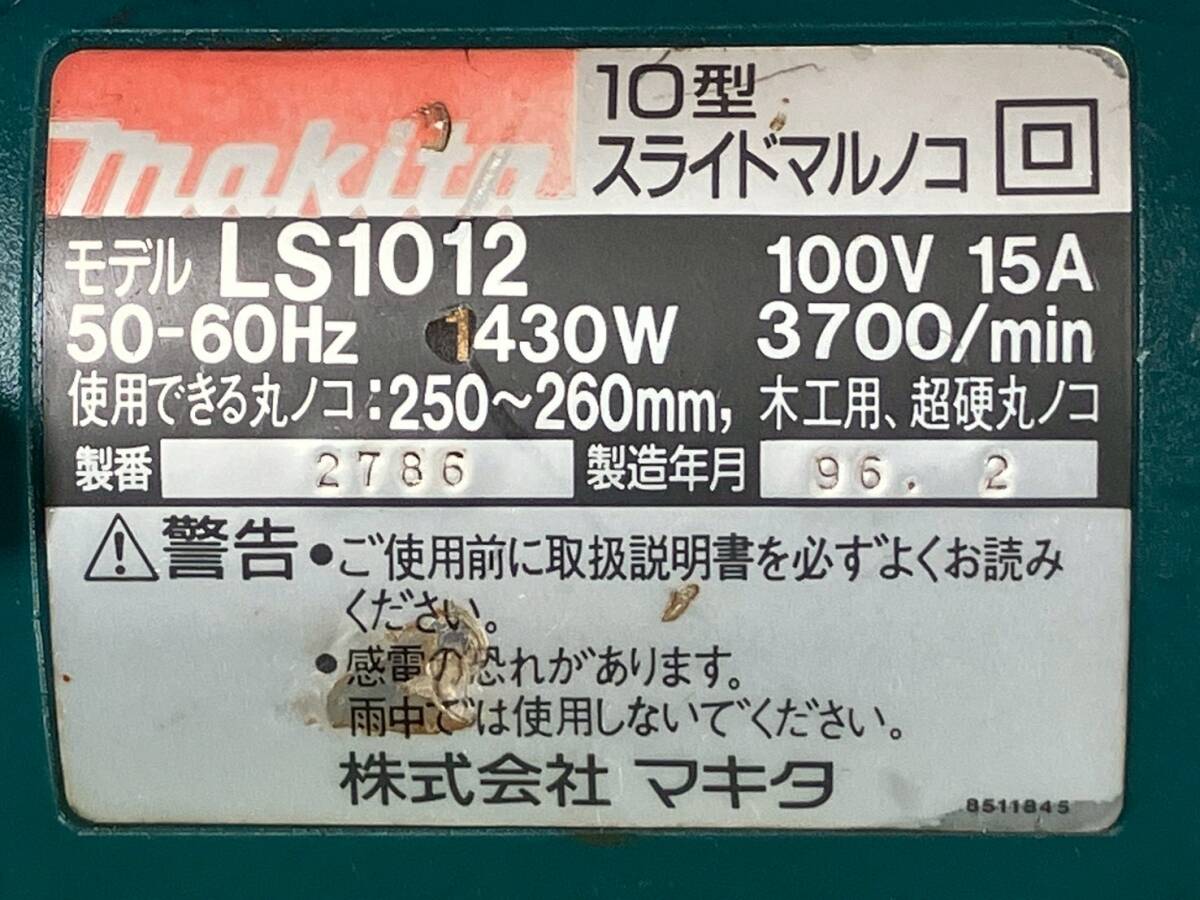 makita
10型
スライドマルノコ
モデル LS1012 100V 15A
50-60Hz 1430W 3700/min
使用できる丸ノコ:250~260mm, 木工用、超硬丸ノコ
製番 2786 製造年月 96. 2
警告 ●ご使用前に取扱説明書を必ずよくお読み
ください。
●感電の恐れがあります。
雨中では使用しないでください。
株式会社 マキタ
8511845